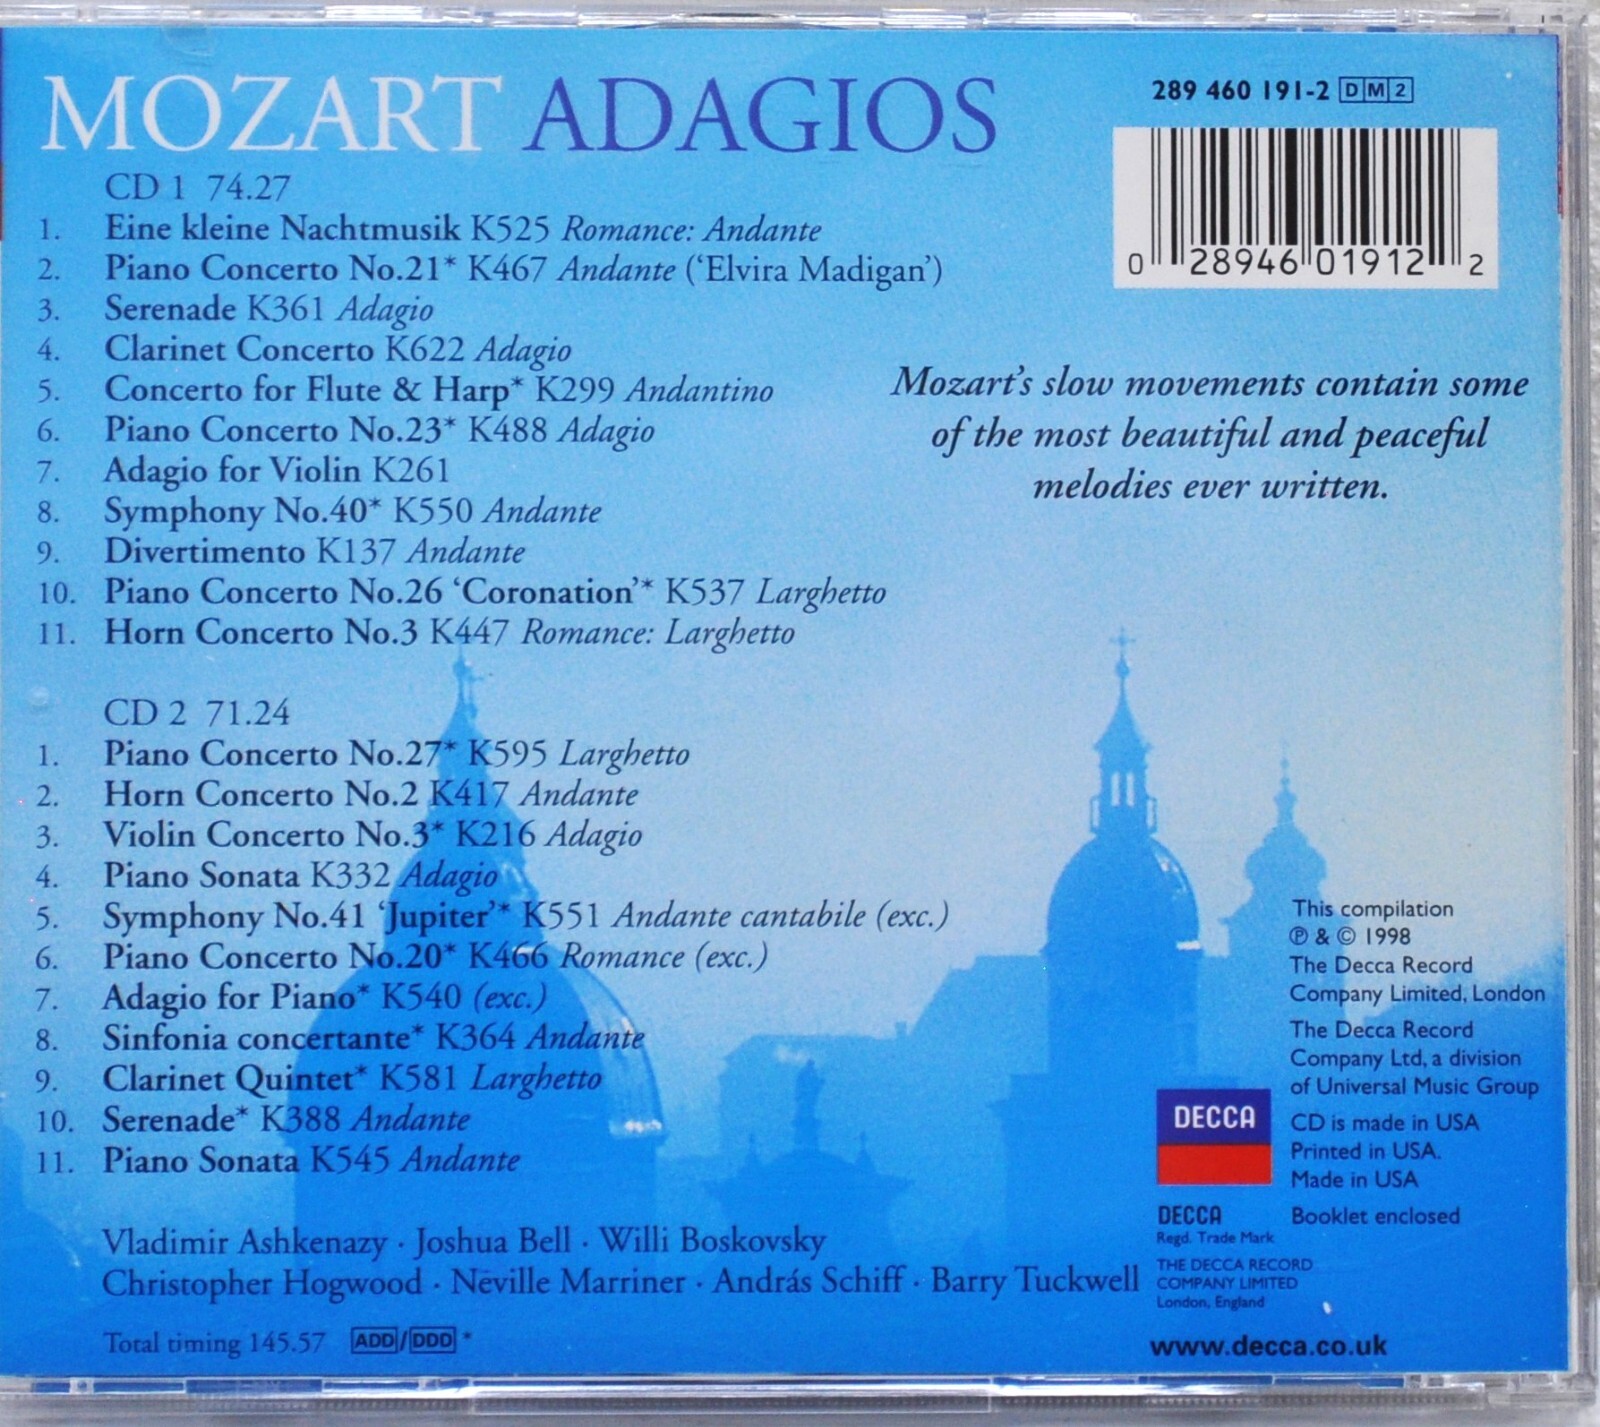 MOZART ADAGIOS
289 460 191-2 DM2
0 28946 01912 2
CD 1 74.27
1. Eine kleine Nachtmusik K525 Romance: Andante
2. Piano Concerto No.21* K467 Andante (‘Elvira Madigan’)
3. Serenade K361 Adagio
4. Clarinet Concerto K622 Adagio
5. Concerto for Flute & Harp* K299 Andantino
6. Piano Concerto No.23* K488 Adagio
7. Adagio for Violin K261
8. Symphony No.40* K550 Andante
9. Divertimento K137 Andante
10. Piano Concerto No.26 ‘Coronation’* K537 Larghetto
11. Horn Concerto No.3 K447 Romance: Larghetto
Mozart’s slow movements contain some
of the most beautiful and peaceful
melodies ever written.
CD 2 71.24
1. Piano Concerto No.27* K595 Larghetto
2. Horn Concerto No.2 K417 Andante
3. Violin Concerto No.3* K216 Adagio
4. Piano Sonata K332 Adagio
5. Symphony No.41 ‘Jupiter’* K551 Andante cantabile (exc.)
6. Piano Concerto No.20* K466 Romance (exc.)
7. Adagio for Piano* K540 (exc.)
8. Sinfonia concertante* K364 Andante
9. Clarinet Quintet* K581 Larghetto
10. Serenade* K388 Andante
11. Piano Sonata K545 Andante
Vladimir Ashkenazy · Joshua Bell · Willi Boskovsky
Christopher Hogwood · Neville Marriner · András Schiff · Barry Tuckwell
Total timing 145.57 ADD/DDD *
This compilation
℗ & © 1998
The Decca Record
Company Limited, London
The Decca Record
Company Ltd, a division
of Universal Music Group
CD is made in USA
Printed in USA.
Made in USA
Booklet enclosed
DECCA
DECCA
Regd. Trade Mark
THE DECCA RECORD
COMPANY LIMITED
London, England
www.decca.co.uk